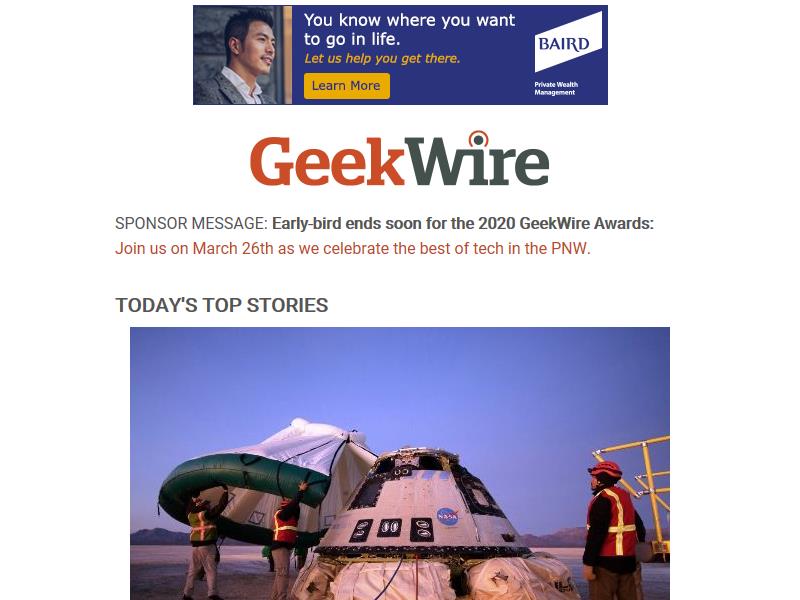 You know where you want
to go in life.
Let us help you get there.
Learn More
BAIRD
Private Wealth
Management
GeekWire
SPONSOR MESSAGE: Early-bird ends soon for the 2020 GeekWire Awards:
Join us on March 26th as we celebrate the best of tech in the PNW.
TODAY'S TOP STORIES
NASA